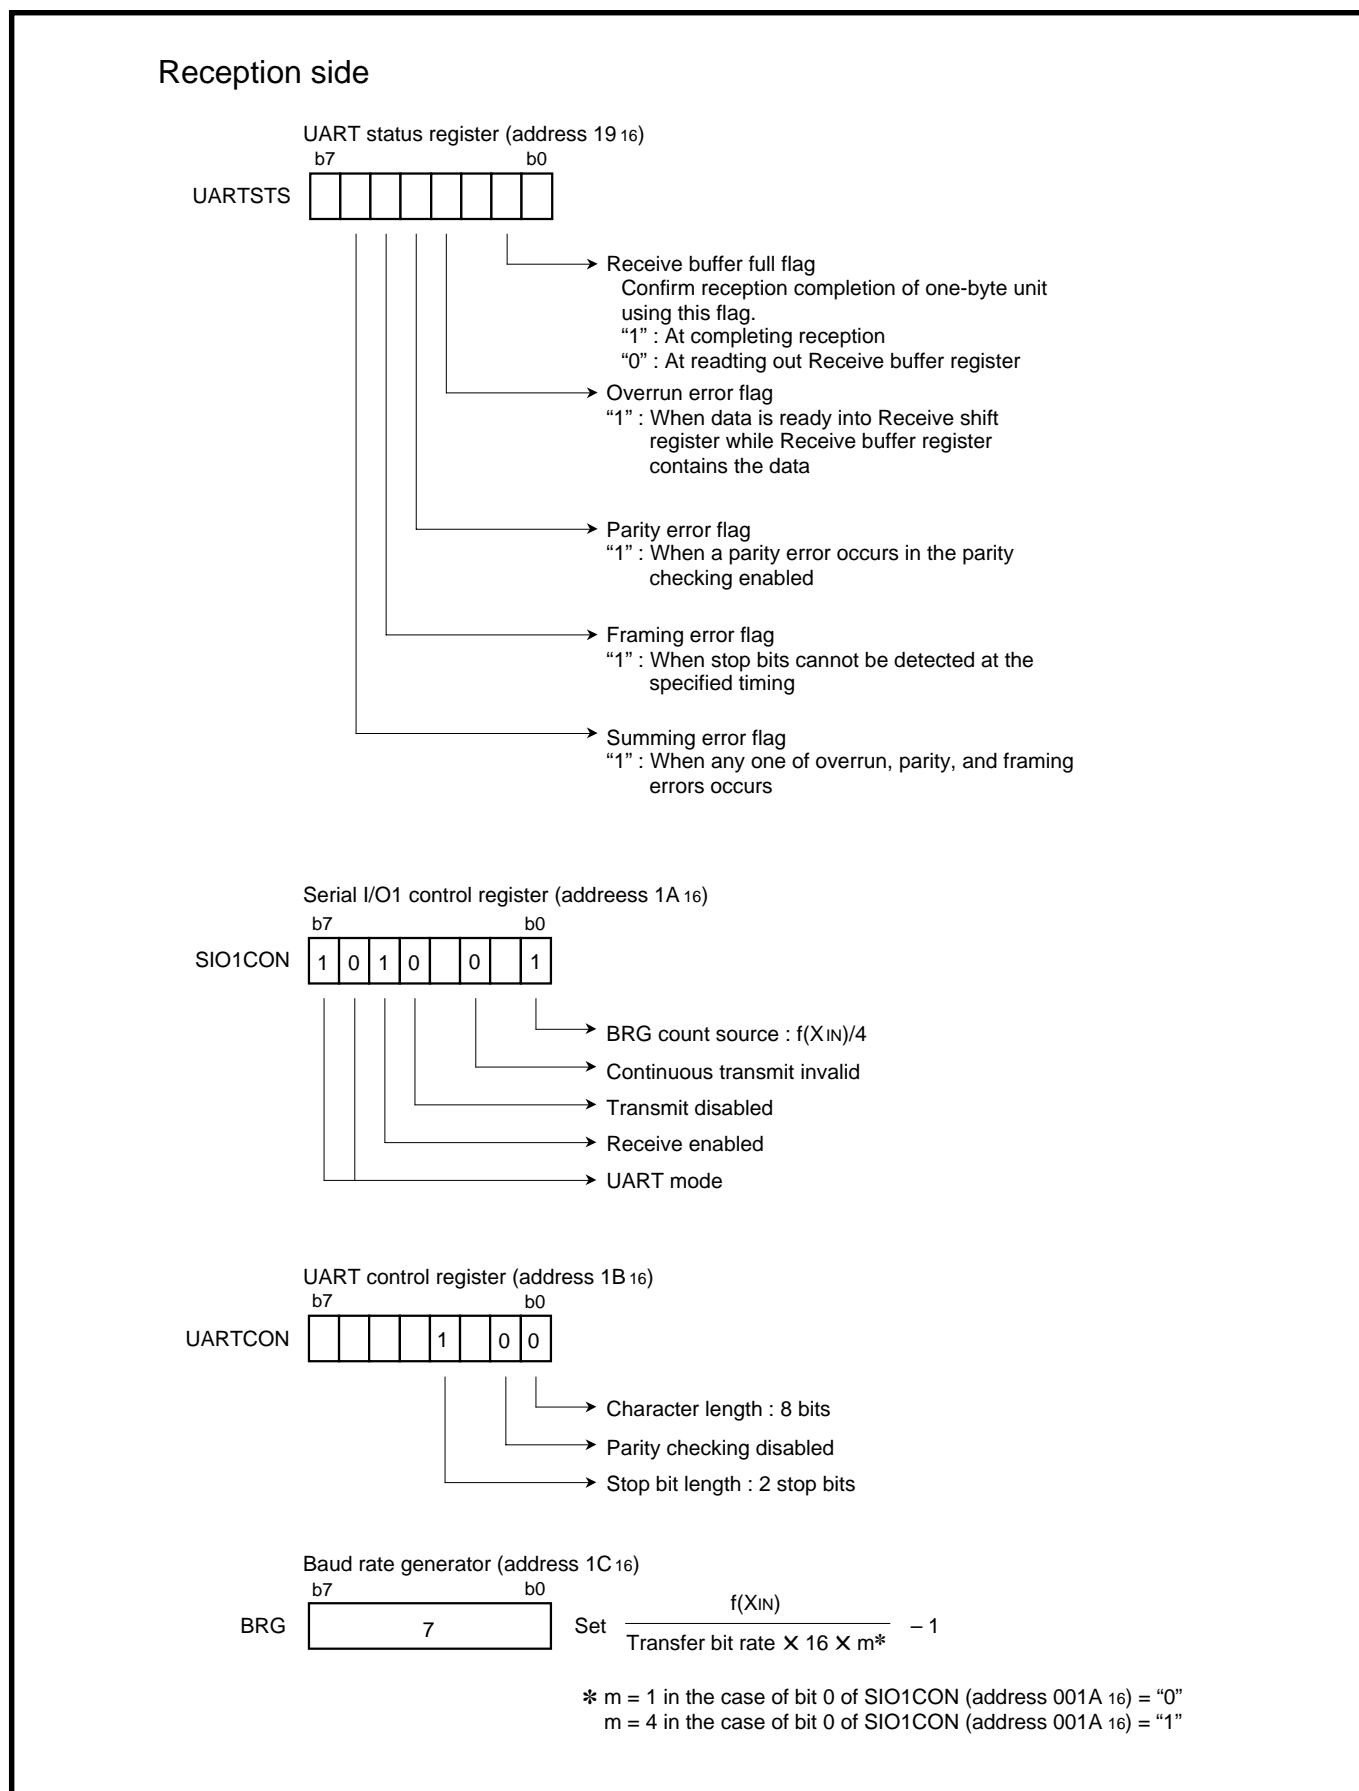 Reception side
UART status register (address 19 16)
b7 b0
UARTSTS
Receive buffer full flag
Confirm reception completion of one-byte unit
using this flag.
“1” : At completing reception
“0” : At readting out Receive buffer register
Overrun error flag
“1” : When data is ready into Receive shift
register while Receive buffer register
contains the data
Parity error flag
“1” : When a parity error occurs in the parity
checking enabled
Framing error flag
“1” : When stop bits cannot be detected at the
specified timing
Summing error flag
“1” : When any one of overrun, parity, and framing
errors occurs
Serial I/O1 control register (addreess 1A 16)
b7 b0
SIO1CON 1 0 1 0 0 1
BRG count source : f(XIN)/4
Continuous transmit invalid
Transmit disabled
Receive enabled
UART mode
UART control register (address 1B 16)
b7 b0
UARTCON 1 0 0
Character length : 8 bits
Parity checking disabled
Stop bit length : 2 stop bits
Baud rate generator (address 1C 16)
b7 b0
f(XIN)
BRG 7 Set – 1
Transfer bit rate ✕ 16 ✕ m✻
✻ m = 1 in the case of bit 0 of SIO1CON (address 001A 16) = “0”
m = 4 in the case of bit 0 of SIO1CON (address 001A 16) = “1”